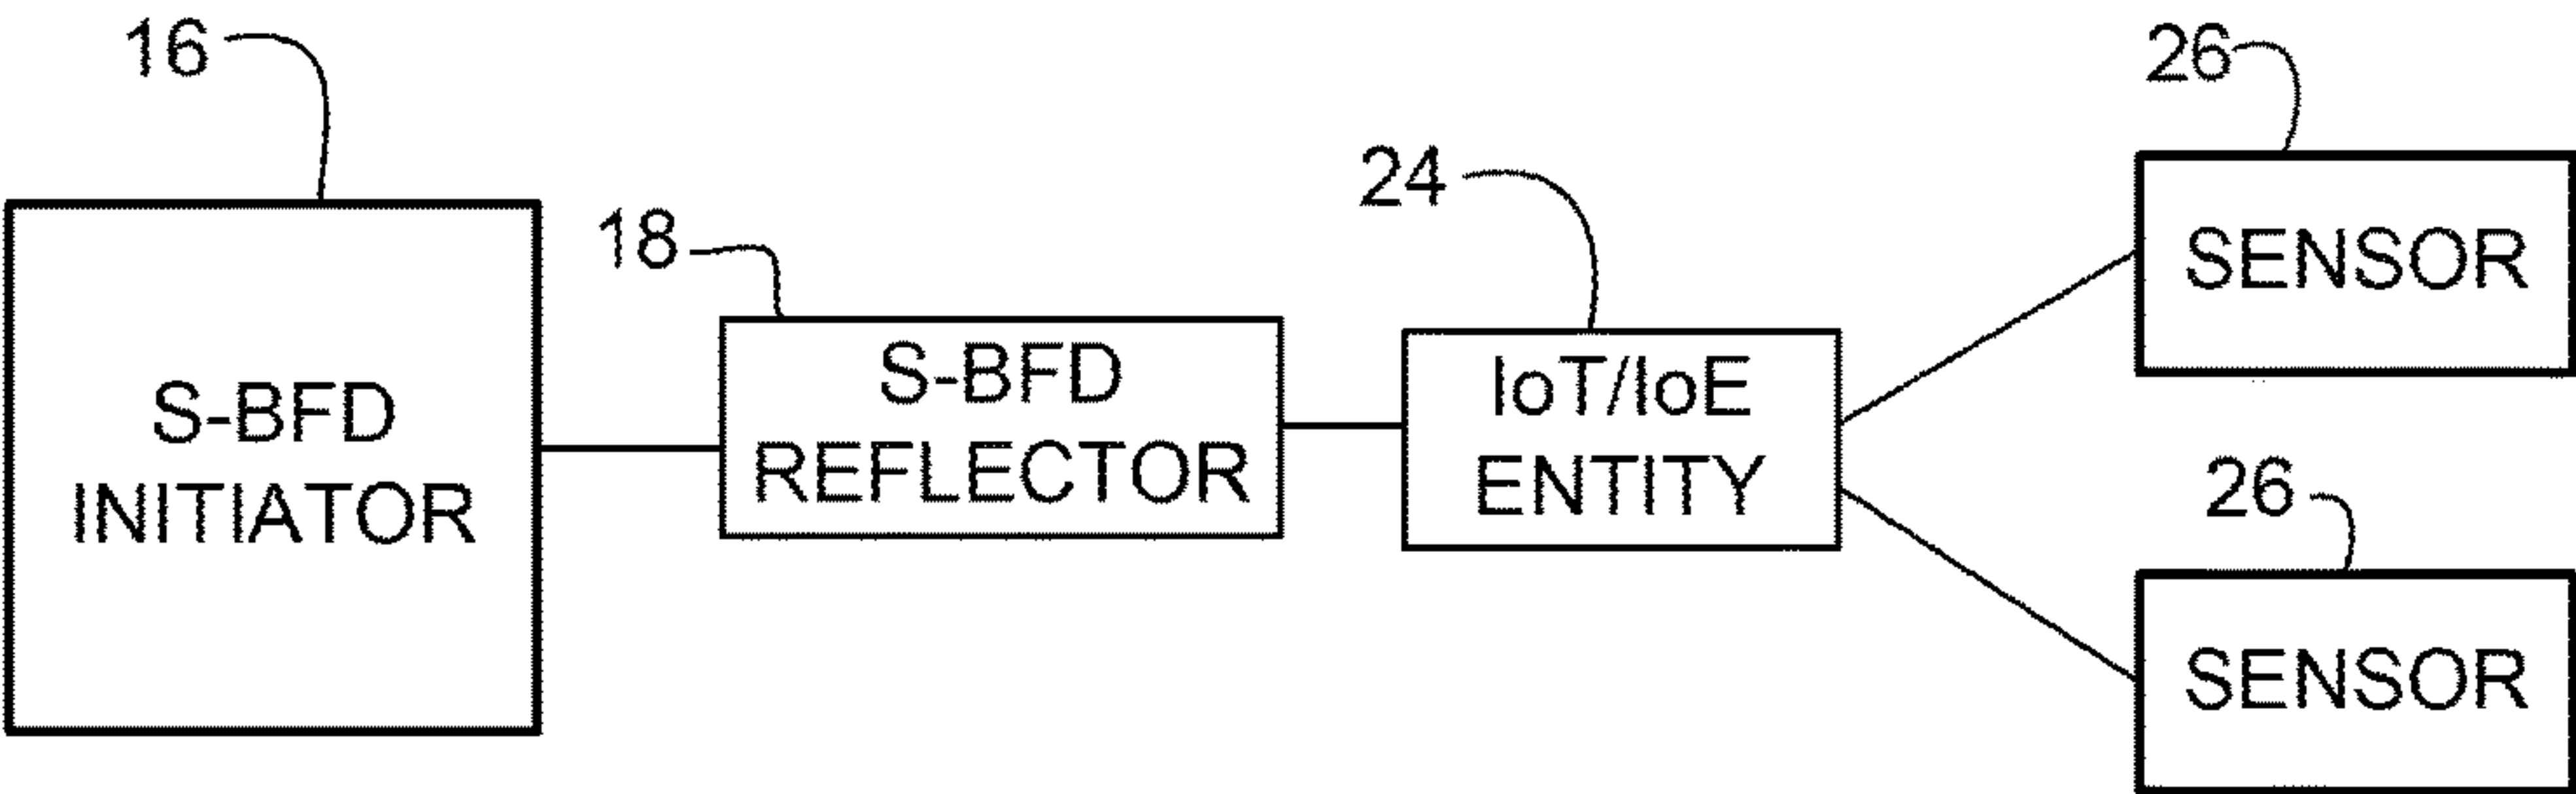 16
S-BFD
INITIATOR
18
S-BFD
REFLECTOR
24
IoT/IoE
ENTITY
26
SENSOR
26
SENSOR